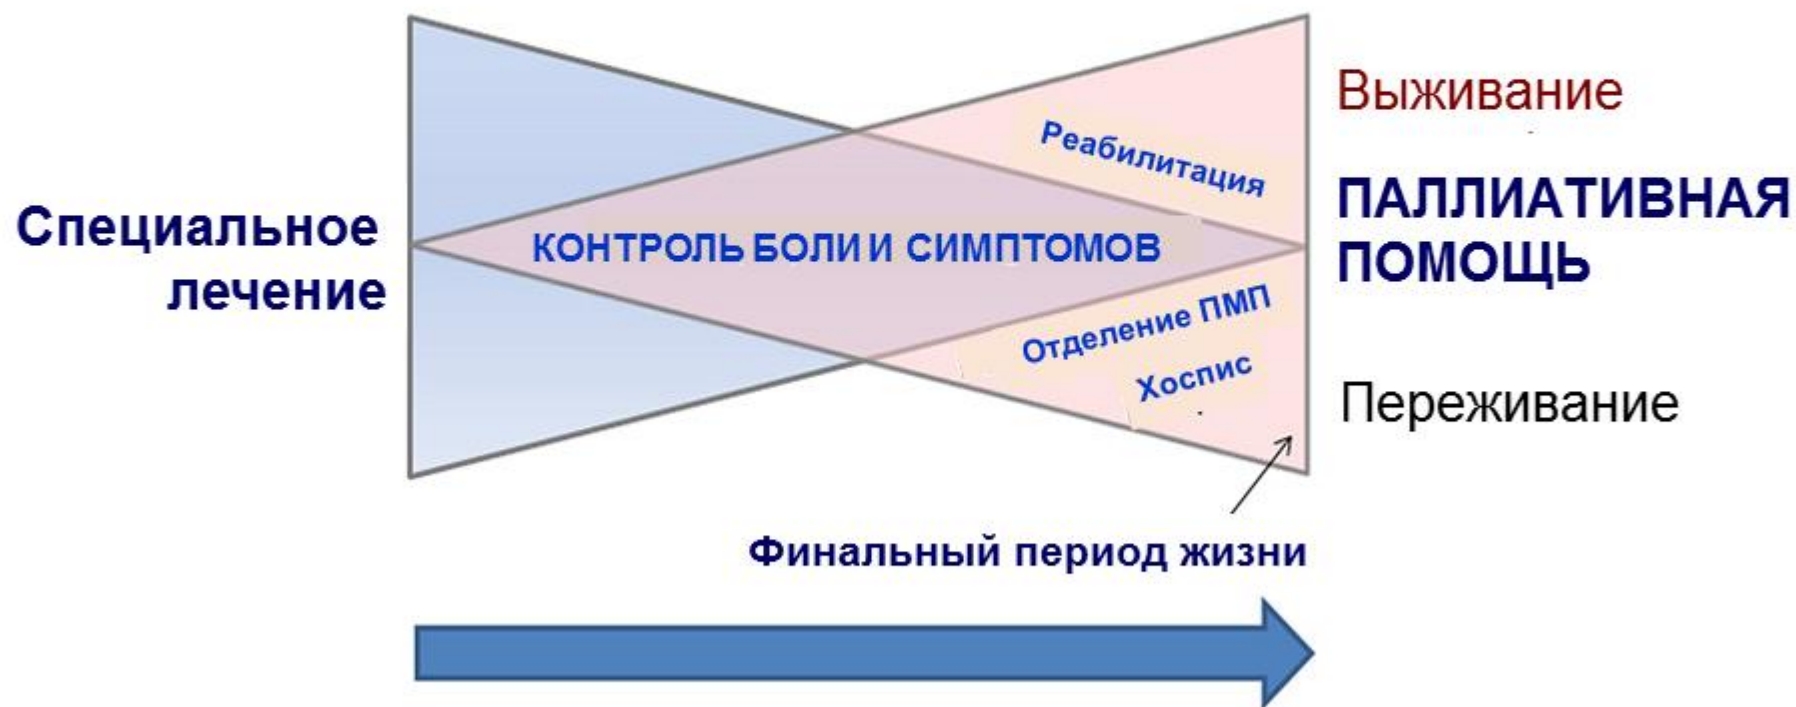 Выживание
Реабилитация
Специальное
лечение
КОНТРОЛЬ БОЛИ И СИМПТОМОВ
ПАЛЛИАТИВНАЯ
ПОМОЩЬ
Отделение ПМП
Хоспис
Переживание
Финальный период жизни